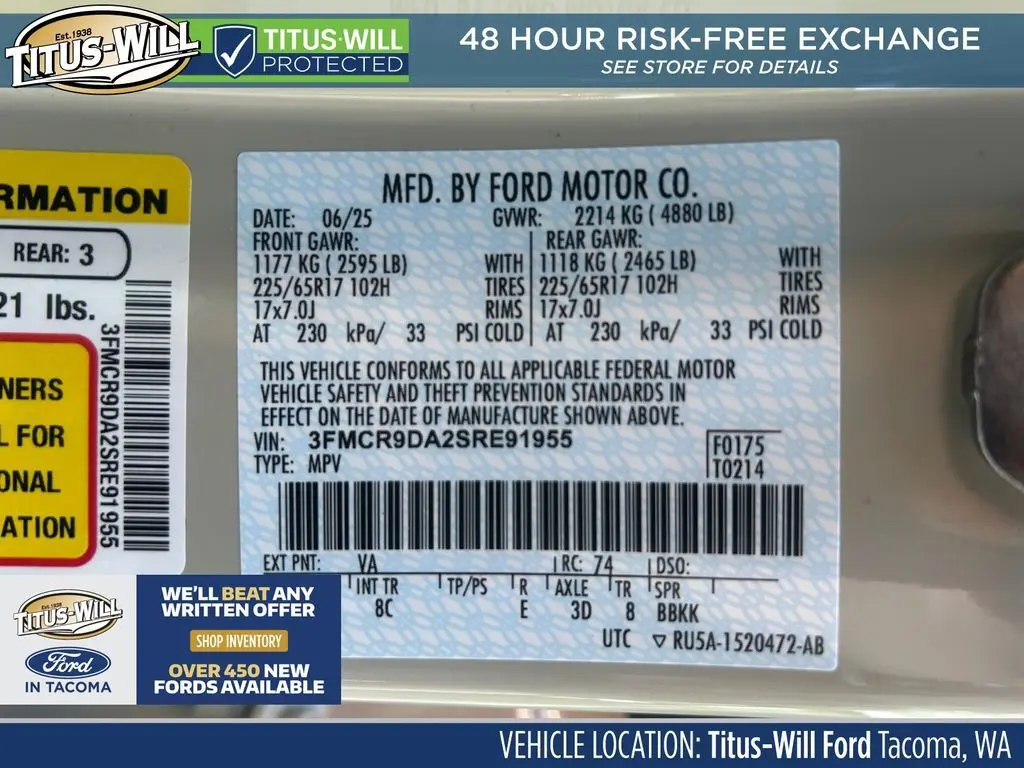 Est.1938
TITUS-WILL
TITUS-WILL
PROTECTED
48 HOUR RISK-FREE EXCHANGE
SEE STORE FOR DETAILS
RMATION
REAR: 3
21 lbs.
3FMCR9DA2SRE91955
NERS
L FOR
ONAL
ATION
MFD. BY FORD MOTOR CO.
DATE: 06/25 GVWR: 2214 KG ( 4880 LB)
FRONT GAWR: REAR GAWR:
1177 KG ( 2595 LB) WITH 1118 KG ( 2465 LB) WITH
225/65R17 102H TIRES 225/65R17 102H TIRES
17x7.0J RIMS 17x7.0J RIMS
AT 230 kPa/ 33 PSI COLD AT 230 kPa/ 33 PSI COLD
THIS VEHICLE CONFORMS TO ALL APPLICABLE FEDERAL MOTOR
VEHICLE SAFETY AND THEFT PREVENTION STANDARDS IN
EFFECT ON THE DATE OF MANUFACTURE SHOWN ABOVE.
VIN: 3FMCR9DA2SRE91955 F0175
TYPE: MPV T0214
EXT PNT: VA RC: 74 DSO:
INT TR TP/PS R AXLE TR SPR
8C E 3D 8 BBKK
UTC ▽ RU5A-1520472-AB
Est.1938
TITUS-WILL
Ford
IN TACOMA
WE'LL BEAT ANY
WRITTEN OFFER
SHOP INVENTORY
OVER 450 NEW
FORDS AVAILABLE
VEHICLE LOCATION: Titus-Will Ford Tacoma, WA